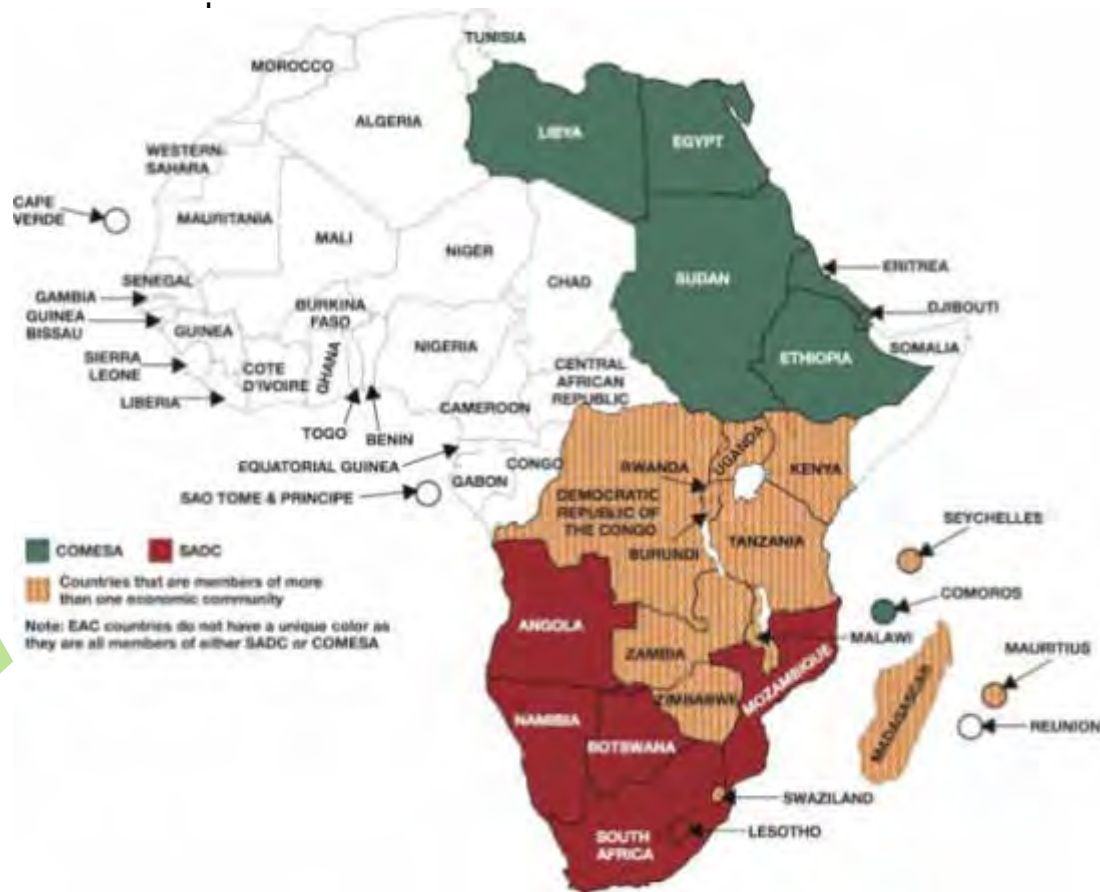 TUNISIA
MOROCCO
ALGERIA
LIBYA
EGYPT
WESTERN-
SAHARA
CAPE
VERDE
MAURITANIA
MALI
NIGER
CHAD
SUDAN
ERITREA
DJIBOUTI
SENEGAL
GAMBIA
GUINEA
BISSAU
GUINEA
BURKINA
FASO
NIGERIA
ETHIOPIA
SOMALIA
SIERRA
LEONE
COTE
D'IVOIRE
GHANA
LIBERIA
TOGO
BENIN
CAMEROON
CENTRAL
AFRICAN
REPUBLIC
EQUATORIAL GUINEA
GABON
CONGO
SAO TOME & PRINCIPE
RWANDA
UGANDA
KENYA
DEMOCRATIC
REPUBLIC OF
THE CONGO
BURUNDI
TANZANIA
SEYCHELLES
COMOROS
COMESA
SADC
Countries that are members of more
than one economic community
Note: EAC countries do not have a unique color as
they are all members of either SADC or COMESA
ANGOLA
ZAMBIA
MALAWI
MAURITIUS
MOZAMBIQUE
ZIMBABWE
MADAGASCAR
REUNION
NAMIBIA
BOTSWANA
SWAZILAND
LESOTHO
SOUTH
AFRICA